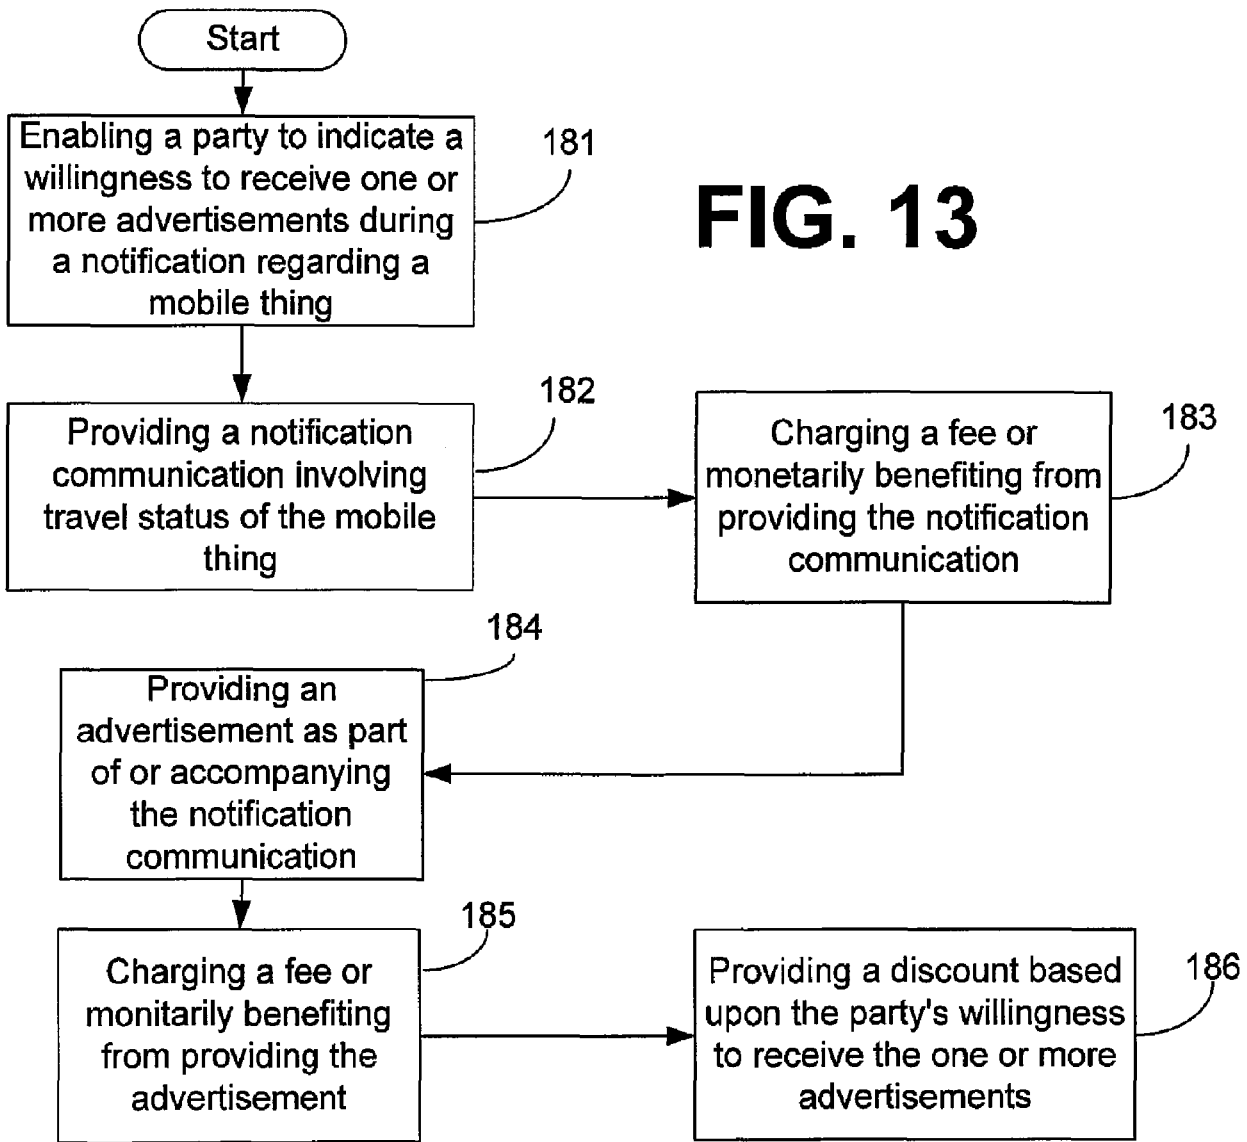 Start
Enabling a party to indicate a
willingness to receive one or
more advertisements during
a notification regarding a
mobile thing
181
FIG. 13
Providing a notification
communication involving
travel status of the mobile
thing
182
Charging a fee or
monetarily benefiting from
providing the notification
communication
183
Providing an
advertisement as part
of or accompanying
the notification
communication
184
Charging a fee or
monitarily benefiting
from providing the
advertisement
185
Providing a discount based
upon the party's willingness
to receive the one or more
advertisements
186